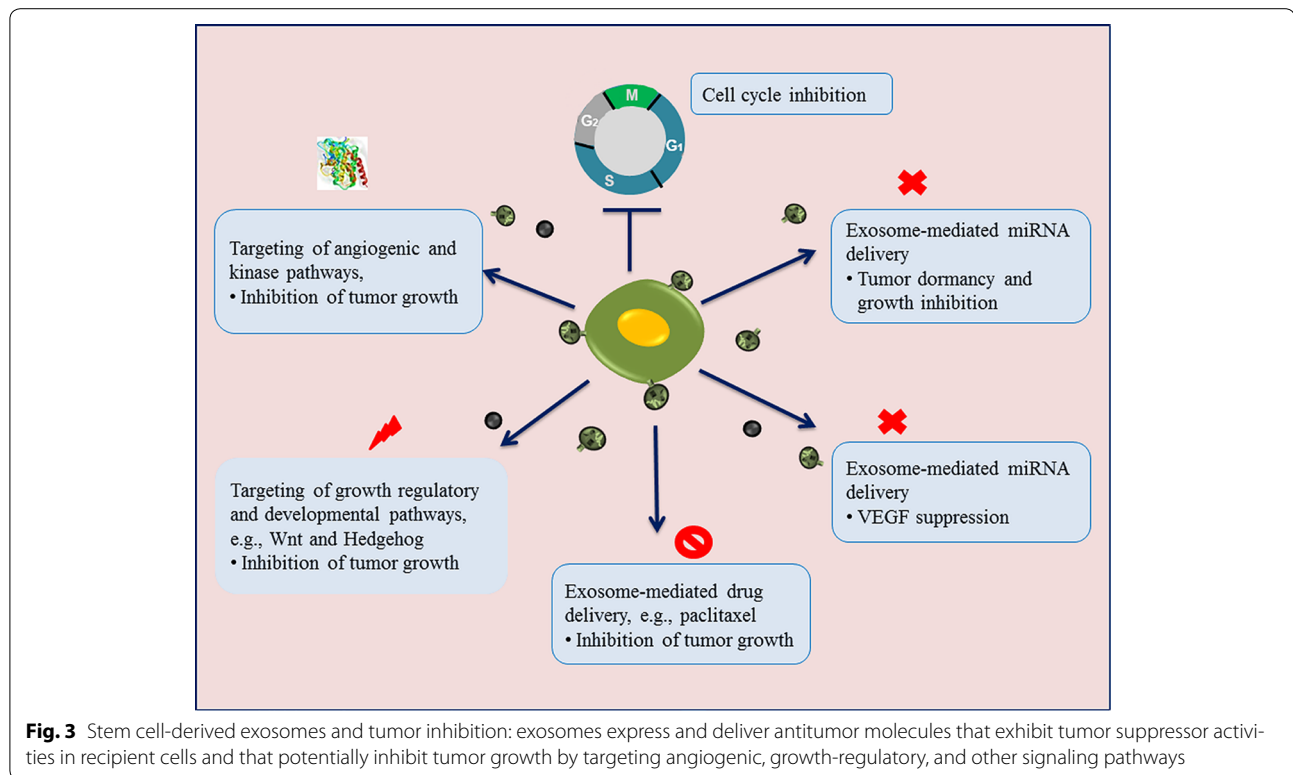 Cell cycle inhibition
M
G2
G1
S
Targeting of angiogenic and
kinase pathways,
• Inhibition of tumor growth
Exosome-mediated miRNA
delivery
• Tumor dormancy and
growth inhibition
Targeting of growth regulatory
and developmental pathways,
e.g., Wnt and Hedgehog
• Inhibition of tumor growth
Exosome-mediated miRNA
delivery
• VEGF suppression
Exosome-mediated drug
delivery, e.g., paclitaxel
• Inhibition of tumor growth
Fig. 3 Stem cell-derived exosomes and tumor inhibition: exosomes express and deliver antitumor molecules that exhibit tumor suppressor activi-
ties in recipient cells and that potentially inhibit tumor growth by targeting angiogenic, growth-regulatory, and other signaling pathways